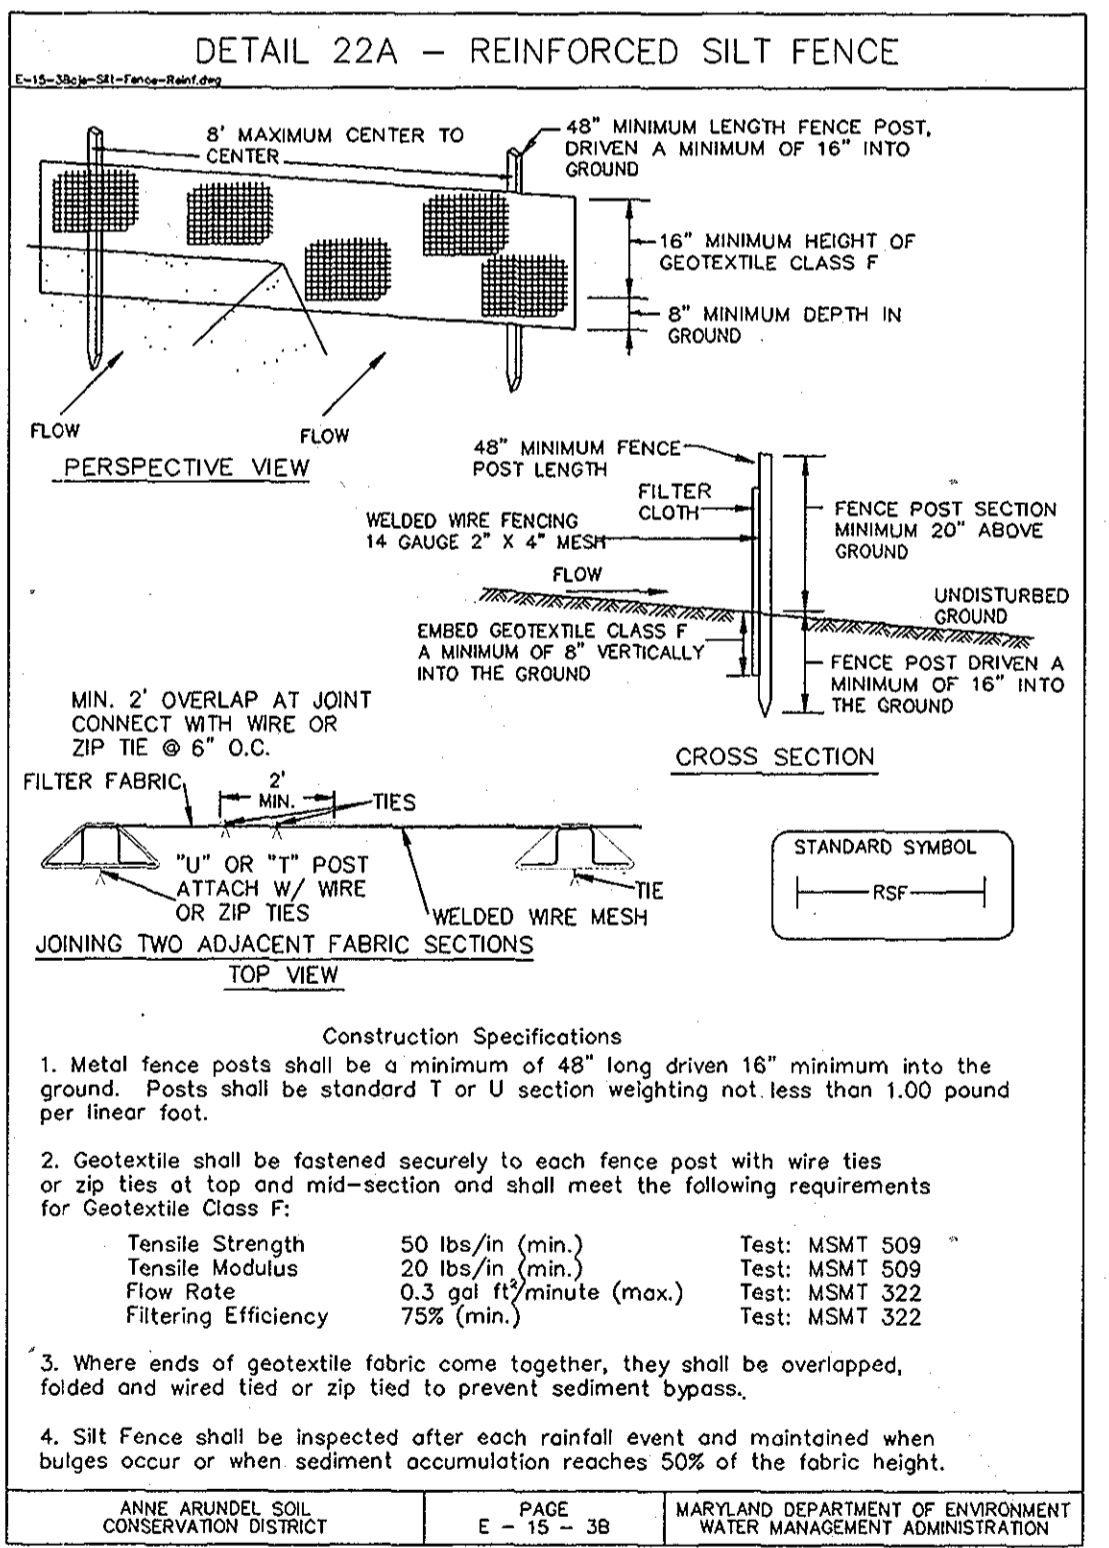 DETAIL 22A – REINFORCED SILT FENCE
E-15-3Bcje-Silt-Fence-Reinf.dwg
8' MAXIMUM CENTER TO
CENTER
48" MINIMUM LENGTH FENCE POST,
DRIVEN A MINIMUM OF 16" INTO
GROUND
16" MINIMUM HEIGHT OF
GEOTEXTILE CLASS F
8" MINIMUM DEPTH IN
GROUND
FLOW
FLOW
PERSPECTIVE VIEW
48" MINIMUM FENCE
POST LENGTH
FILTER
CLOTH
WELDED WIRE FENCING
14 GAUGE 2" X 4" MESH
FENCE POST SECTION
MINIMUM 20" ABOVE
GROUND
FLOW
UNDISTURBED
GROUND
EMBED GEOTEXTILE CLASS F
A MINIMUM OF 8" VERTICALLY
INTO THE GROUND
FENCE POST DRIVEN A
MINIMUM OF 16" INTO
THE GROUND
CROSS SECTION
MIN. 2' OVERLAP AT JOINT
CONNECT WITH WIRE OR
ZIP TIE @ 6" O.C.
FILTER FABRIC
2'
MIN.
TIES
"U" OR "T" POST
ATTACH W/ WIRE
OR ZIP TIES
TIE
WELDED WIRE MESH
JOINING TWO ADJACENT FABRIC SECTIONS
TOP VIEW
STANDARD SYMBOL
RSF
Construction Specifications
1. Metal fence posts shall be a minimum of 48" long driven 16" minimum into the
ground. Posts shall be standard T or U section weighting not less than 1.00 pound
per linear foot.
2. Geotextile shall be fastened securely to each fence post with wire ties
or zip ties at top and mid-section and shall meet the following requirements
for Geotextile Class F:
Tensile Strength 50 lbs/in (min.) Test: MSMT 509
Tensile Modulus 20 lbs/in (min.) Test: MSMT 509
Flow Rate 0.3 gal ft²/minute (max.) Test: MSMT 322
Filtering Efficiency 75% (min.) Test: MSMT 322
3. Where ends of geotextile fabric come together, they shall be overlapped,
folded and wired tied or zip tied to prevent sediment bypass.
4. Silt Fence shall be inspected after each rainfall event and maintained when
bulges occur or when sediment accumulation reaches 50% of the fabric height.
ANNE ARUNDEL SOIL
CONSERVATION DISTRICT
PAGE
E – 15 – 3B
MARYLAND DEPARTMENT OF ENVIRONMENT
WATER MANAGEMENT ADMINISTRATION